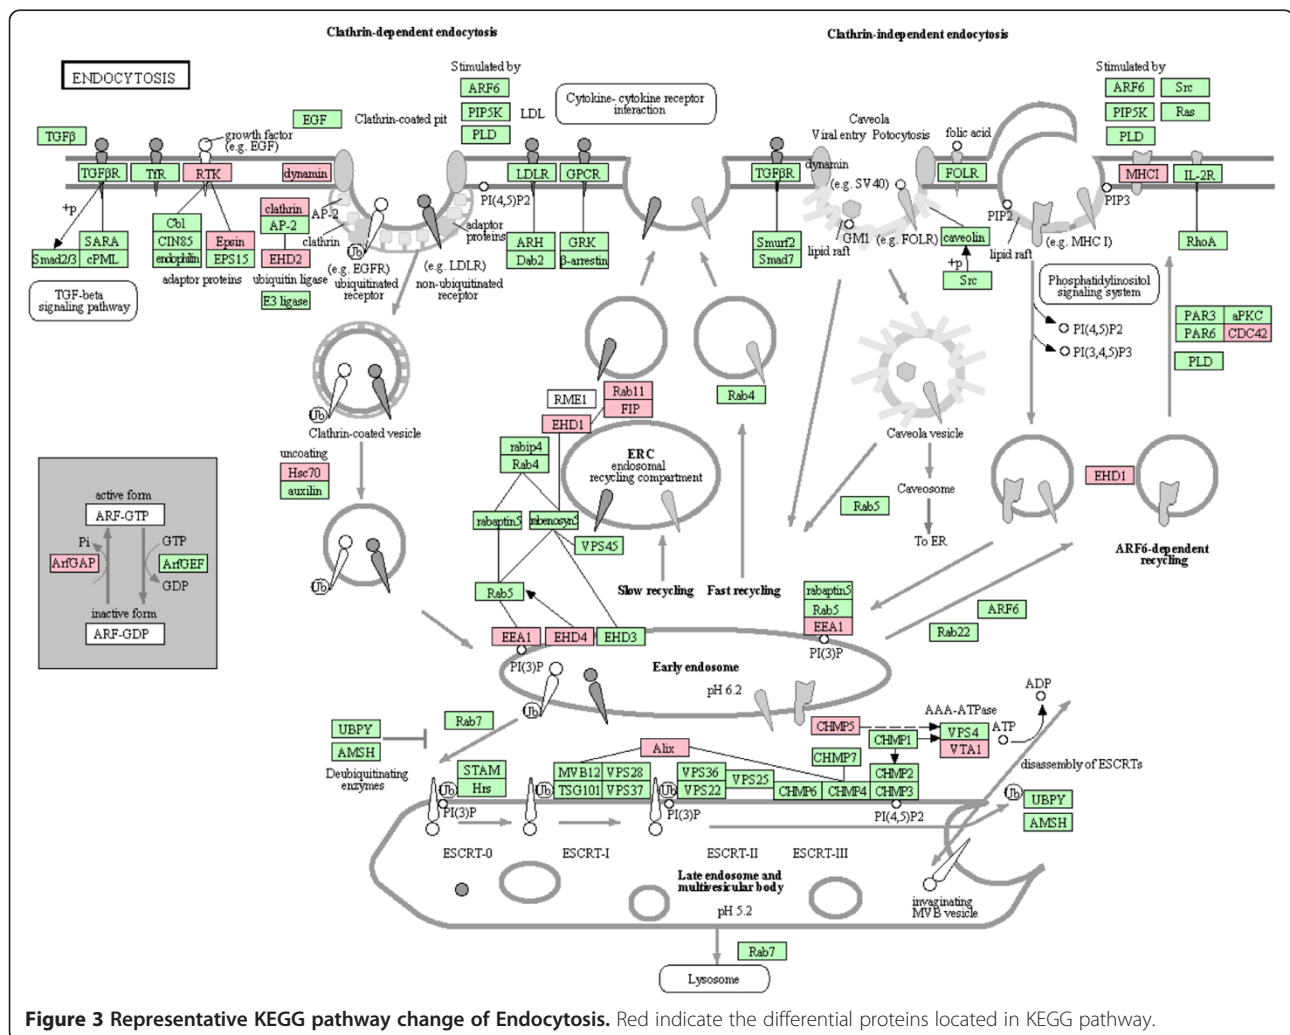 Clathrin-dependent endocytosis
Clathrin-independent endocytosis
ENDOCYTOSIS
Stimulated by
ARF6
PIP5K
PLD
LDL
Cytokine- cytokine receptor
interaction
Stimulated by
ARF6
Src
PIP5K
Ras
PLD
TGFβ
growth factor
(e.g. EGF)
EGF
Clathrin-coated pit
Caveola
Viral entry Potocytosis
folic acid
TGFβR
TfR
RTK
dynamin
LDLR
GPCR
TGFβR
dynamin
FOLR
MHCI
IL-2R
+p
Cbl
CIN85
endophilin
Epsin
EPS15
adaptor proteins
clathrin
AP-2
EHD2
ubiquitin ligase
E3 ligase
AP-2
clathrin
Ub
(e.g. EGFR)
ubiquitinated
receptor
adaptor
proteins
(e.g. LDLR)
non-ubiquitinated
receptor
PI(4,5)P2
SARA
Smad2/3
cPML
TGF-beta
signaling pathway
ARH
Dab2
GRK
β-arrestin
Smurf2
Smad7
(e.g. SV40)
GM1
lipid raft
(e.g. FOLR)
caveolin
+p
Src
PIP2
lipid raft
(e.g. MHC I)
PIP3
RhoA
Phosphatidylinositol
signaling system
PI(4,5)P2
PI(3,4,5)P3
PAR3
aPKC
PAR6
CDC42
PLD
Ub
Clathrin-coated vesicle
uncoating
Hsc70
auxilin
Ub
RME1
Rab11
FIP
EHD1
Rab4
ERC
endosomal
recycling compartment
rabip4
Rab4
rabaptin5
rabenosyn5
VPS45
Rab5
Slow recycling
Fast recycling
Caveola vesicle
Rab5
Caveosome
To ER
EHD1
ARF6-dependent
recycling
ARF6
Rab22
active form
ARF-GTP
Pi
GTP
ArfGAP
ArfGEF
GDP
inactive form
ARF-GDP
EEA1
EHD4
EHD3
PI(3)P
rabaptin5
Rab5
EEA1
PI(3)P
Early endosome
pH 6.2
Ub
Rab7
UBPY
AMSH
Deubiquitinating
enzymes
CHMP5
AAA-ATPase
CHMP1
VPS4
VTA1
ATP
ADP
disassembly of ESCRTs
Alix
CHMP7
STAM
Hrs
Ub
PI(3)P
MVB12
VPS28
TSG101
VPS37
Ub
VPS36
VPS22
VPS25
Ub
PI(3)P
CHMP2
CHMP6
CHMP4
CHMP3
PI(4,5)P2
Ub
UBPY
AMSH
ESCRT-0
ESCRT-I
ESCRT-II
ESCRT-III
Late endosome and
multivesicular body
pH 5.2
invaginating
MVB vesicle
Rab7
Lysosome
Figure 3 Representative KEGG pathway change of Endocytosis. Red indicate the differential proteins located in KEGG pathway.